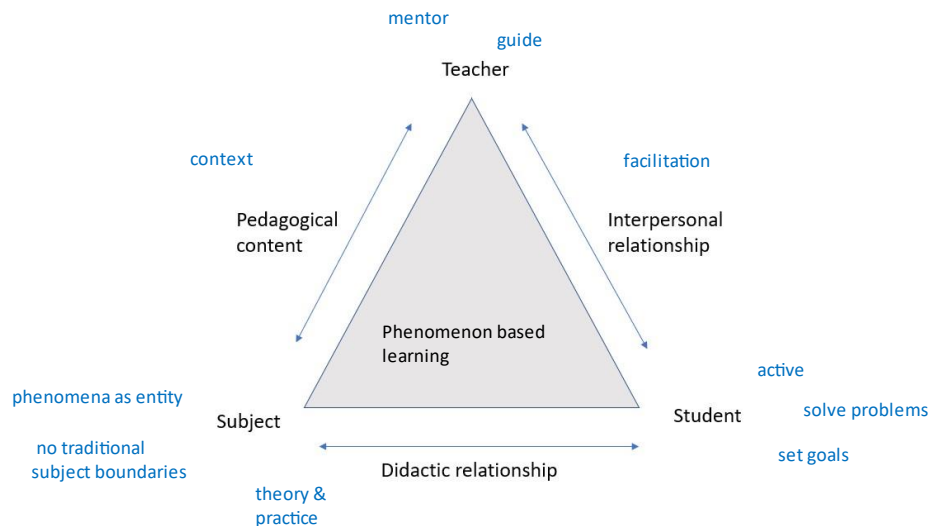 mentor
guide
Teacher
context
facilitation
Pedagogical
content
Interpersonal
relationship
Phenomenon based
learning
active
phenomena as entity
Subject
Student
solve problems
no traditional
subject boundaries
set goals
Didactic relationship
theory &
practice